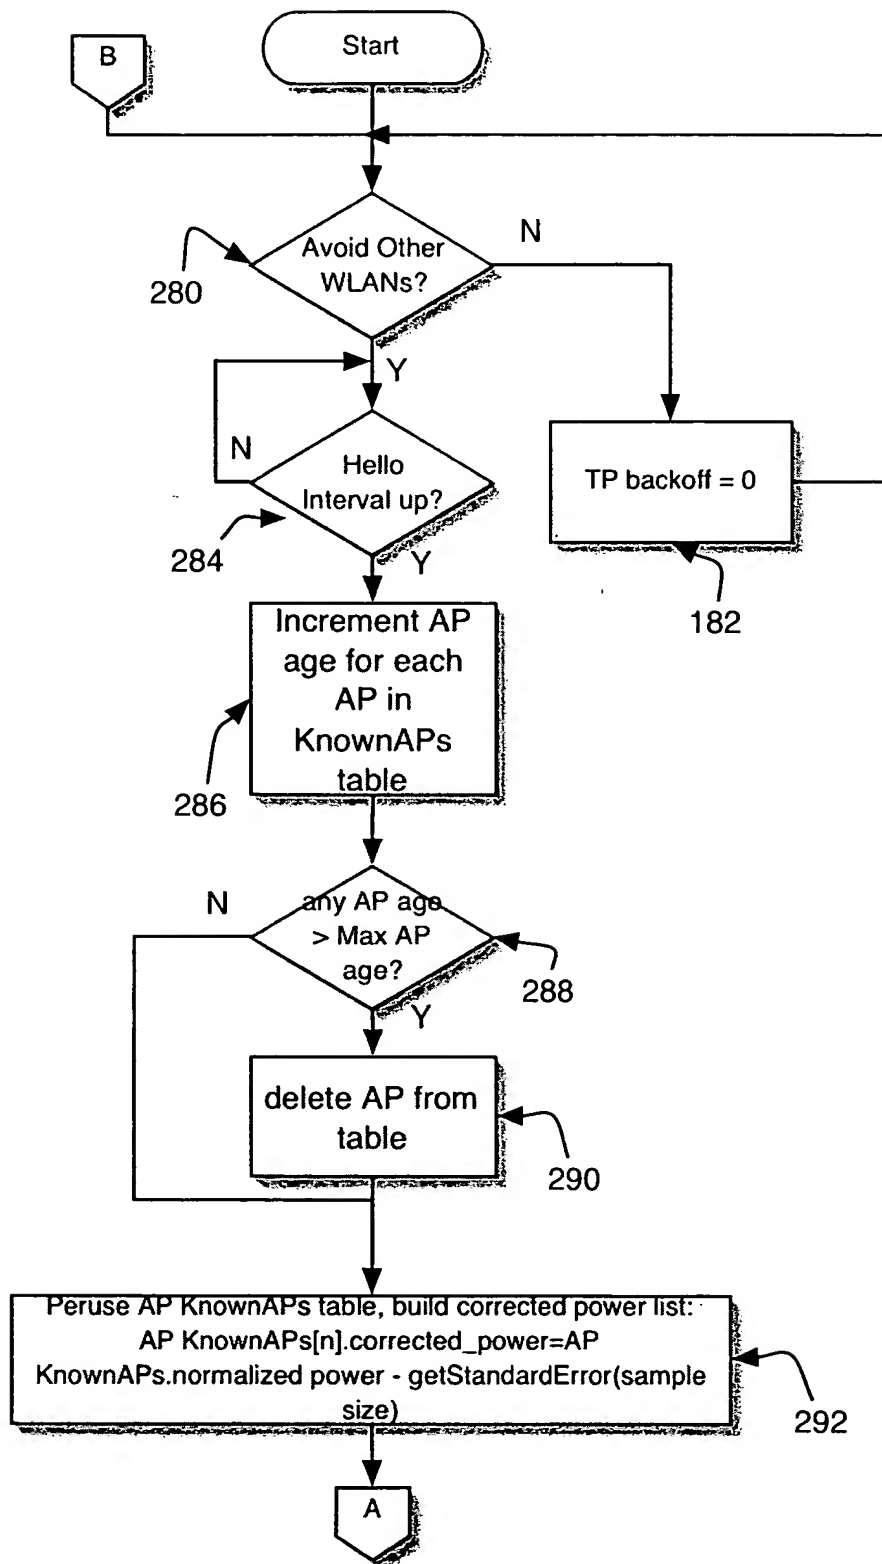 B
Start
Avoid Other
WLANs?
N
280
Y
N
Hello
Interval up?
TP backoff = 0
284
Y
182
Increment AP
age for each
AP in
KnownAPs
table
286
N
any AP age
> Max AP
age?
288
Y
delete AP from
table
290
Peruse AP KnownAPs table, build corrected power list:
AP KnownAPs[n].corrected_power=AP
KnownAPs.normalized power - getStandardError(sample
size)
292
A